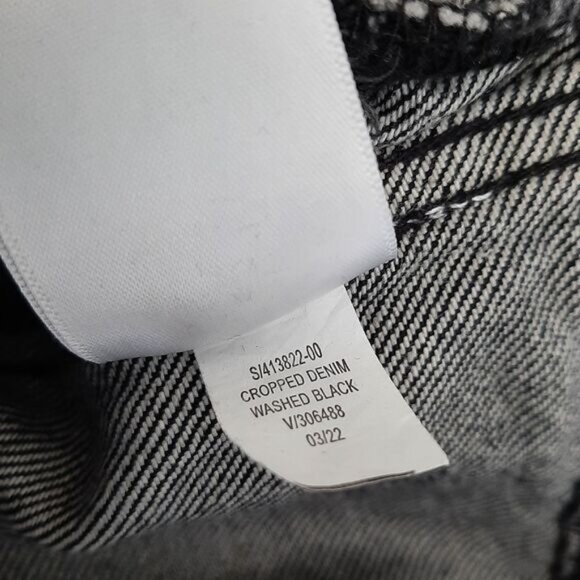 S/413822-00
CROPPED DENIM
WASHED BLACK
V/306488
03/22